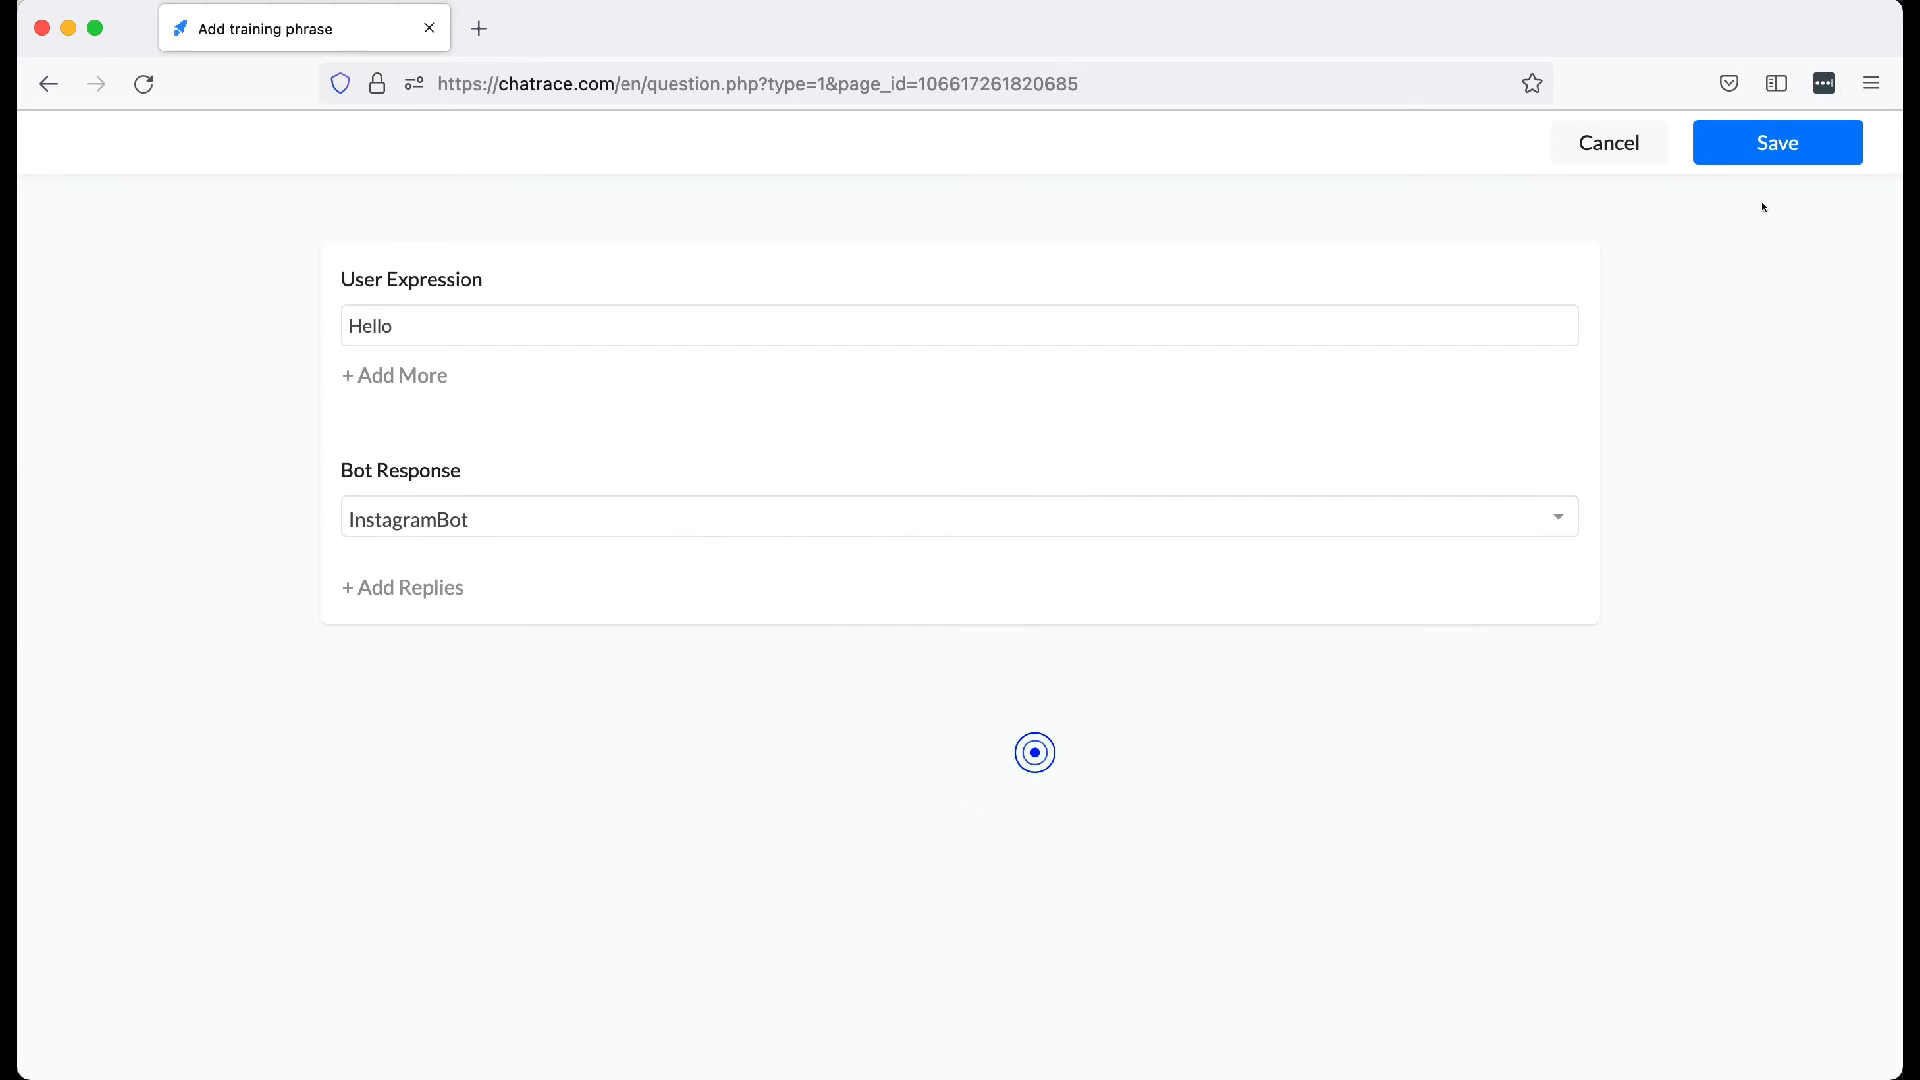 Add training phrase
https://chatrace.com/en/question.php?type=1&page_id=106617261820685
Cancel
Save
User Expression
Hello
+ Add More
Bot Response
InstagramBot
+ Add Replies